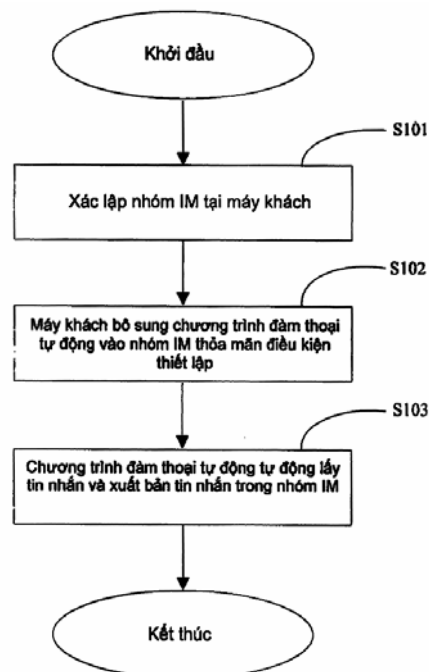 Khởi đầu
S101
Xác lập nhóm IM tại máy khách
S102
Máy khách bổ sung chương trình đàm thoại
tự động vào nhóm IM thỏa mãn điều kiện
thiết lập
S103
Chương trình đàm thoại tự động tự động lấy
tin nhắn và xuất bản tin nhắn trong nhóm IM
Kết thúc